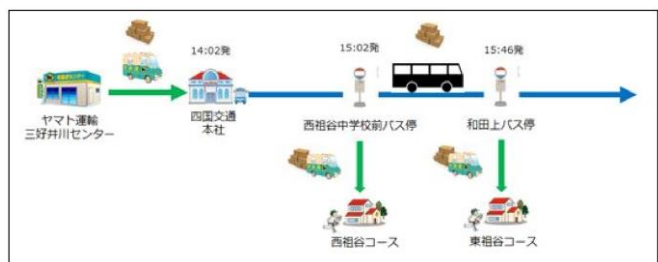 14:02発
15:02発
15:46発
ヤマト運輸
三好井川センター
四国交通
本社
西祖谷中学校前バス停
和田上バス停
西祖谷コース
東祖谷コース